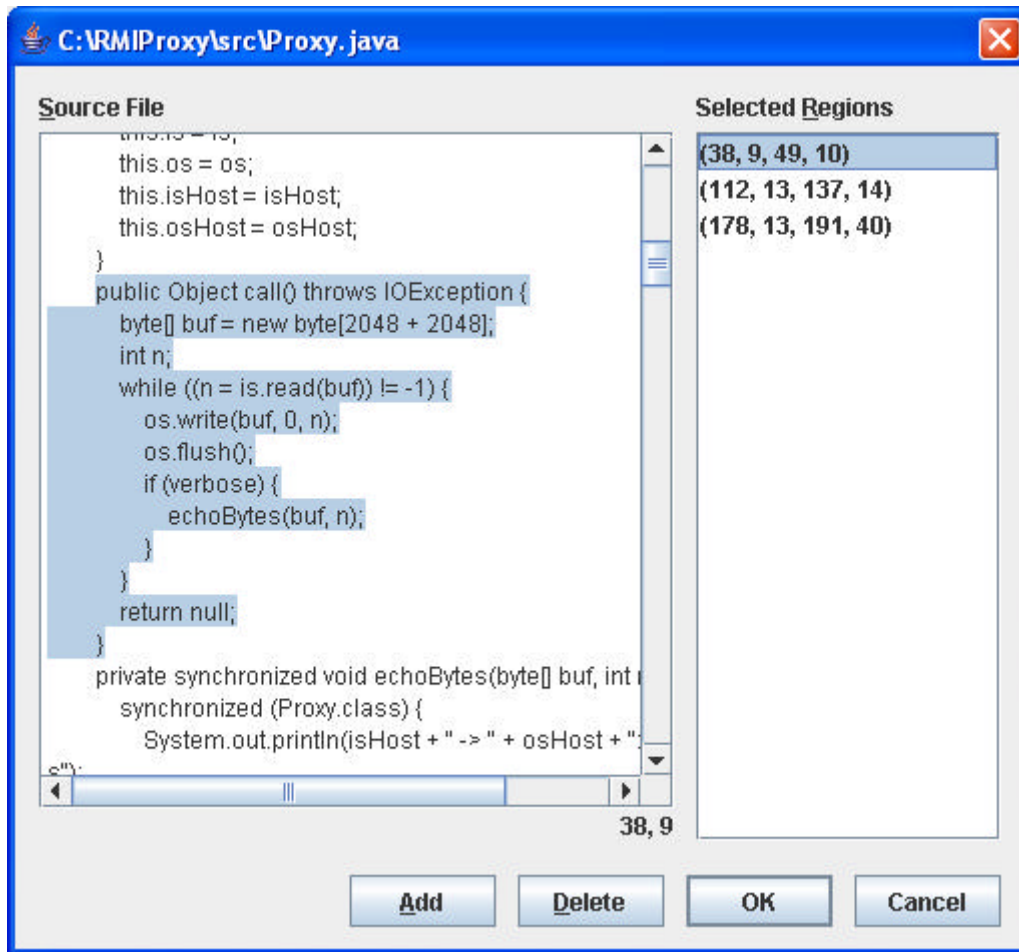 C:\RMIProxy\src\Proxy.java
Source File
this.is = is;
this.os = os;
this.isHost = isHost;
this.osHost = osHost;
}
public Object call() throws IOException {
byte[] buf = new byte[2048 + 2048];
int n;
while ((n = is.read(buf)) != -1) {
os.write(buf, 0, n);
os.flush();
if (verbose) {
echoBytes(buf, n);
}
}
return null;
}
private synchronized void echoBytes(byte[] buf, int
synchronized (Proxy.class) {
System.out.println(isHost + " -> " + osHost + ":
s");
38, 9
Selected Regions
(38, 9, 49, 10)
(112, 13, 137, 14)
(178, 13, 191, 40)
Add
Delete
OK
Cancel